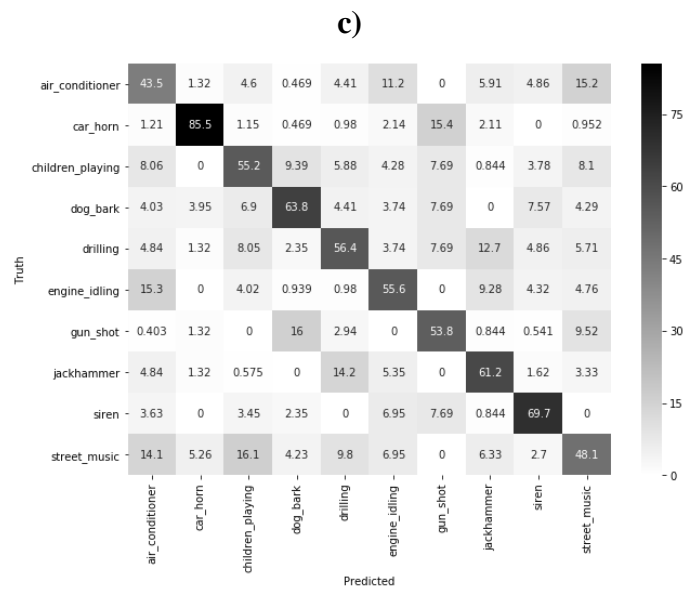 c)
air_conditioner 43.5 1.32 4.6 0.469 4.41 11.2 0 5.91 4.86 15.2
car_horn 1.21 85.5 1.15 0.469 0.98 2.14 15.4 2.11 0 0.952
children_playing 8.06 0 55.2 9.39 5.88 4.28 7.69 0.844 3.78 8.1
dog_bark 4.03 3.95 6.9 63.8 4.41 3.74 7.69 0 7.57 4.29
drilling 4.84 1.32 8.05 2.35 56.4 3.74 7.69 12.7 4.86 5.71
engine_idling 15.3 0 4.02 0.939 0.98 55.6 0 9.28 4.32 4.76
gun_shot 0.403 1.32 0 16 2.94 0 53.8 0.844 0.541 9.52
jackhammer 4.84 1.32 0.575 0 14.2 5.35 0 61.2 1.62 3.33
siren 3.63 0 3.45 2.35 0 6.95 7.69 0.844 69.7 0
street_music 14.1 5.26 16.1 4.23 9.8 6.95 0 6.33 2.7 48.1
Truth
air_conditioner car_horn children_playing dog_bark drilling engine_idling gun_shot jackhammer siren street_music
Predicted
75
60
45
30
15
0